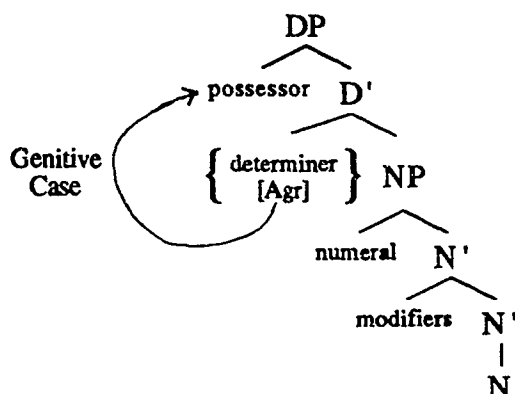 DP
possessor D'
Genitive
Case
{ determiner
[Agr] } NP
numeral N'
modifiers N'
N